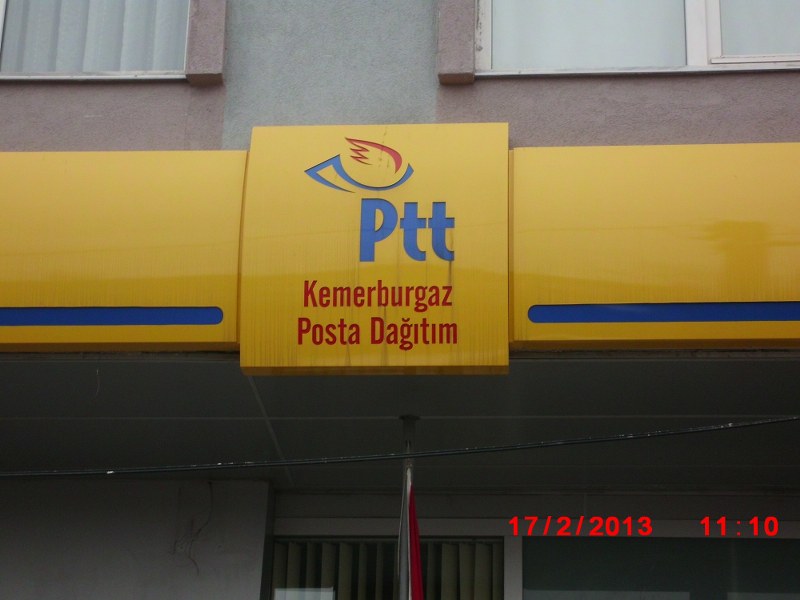 Ptt
Kemerburgaz
Posta Dağıtım
17/2/2013 11:10